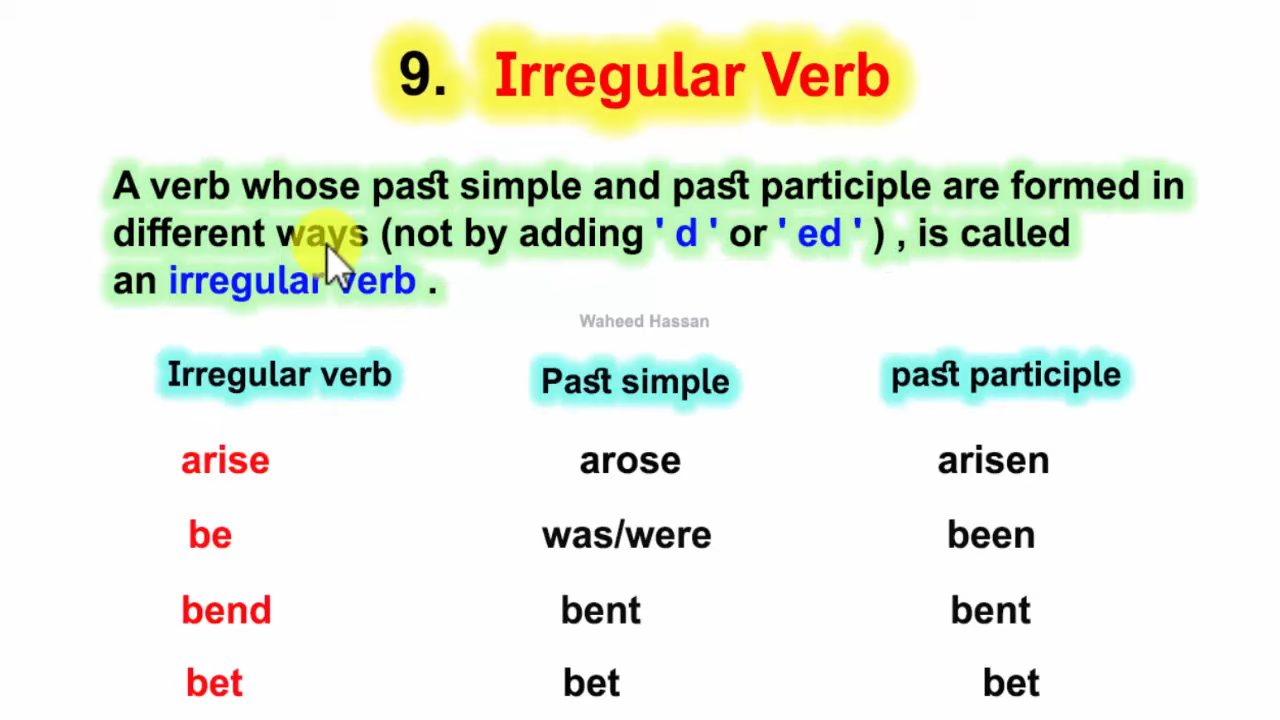 9. Irregular Verb
A verb whose past simple and past participle are formed in
different ways (not by adding ' d ' or ' ed ' ) , is called
an irregular verb .
Waheed Hassan
Irregular verb Past simple past participle
arise arose arisen
be was/were been
bend bent bent
bet bet bet